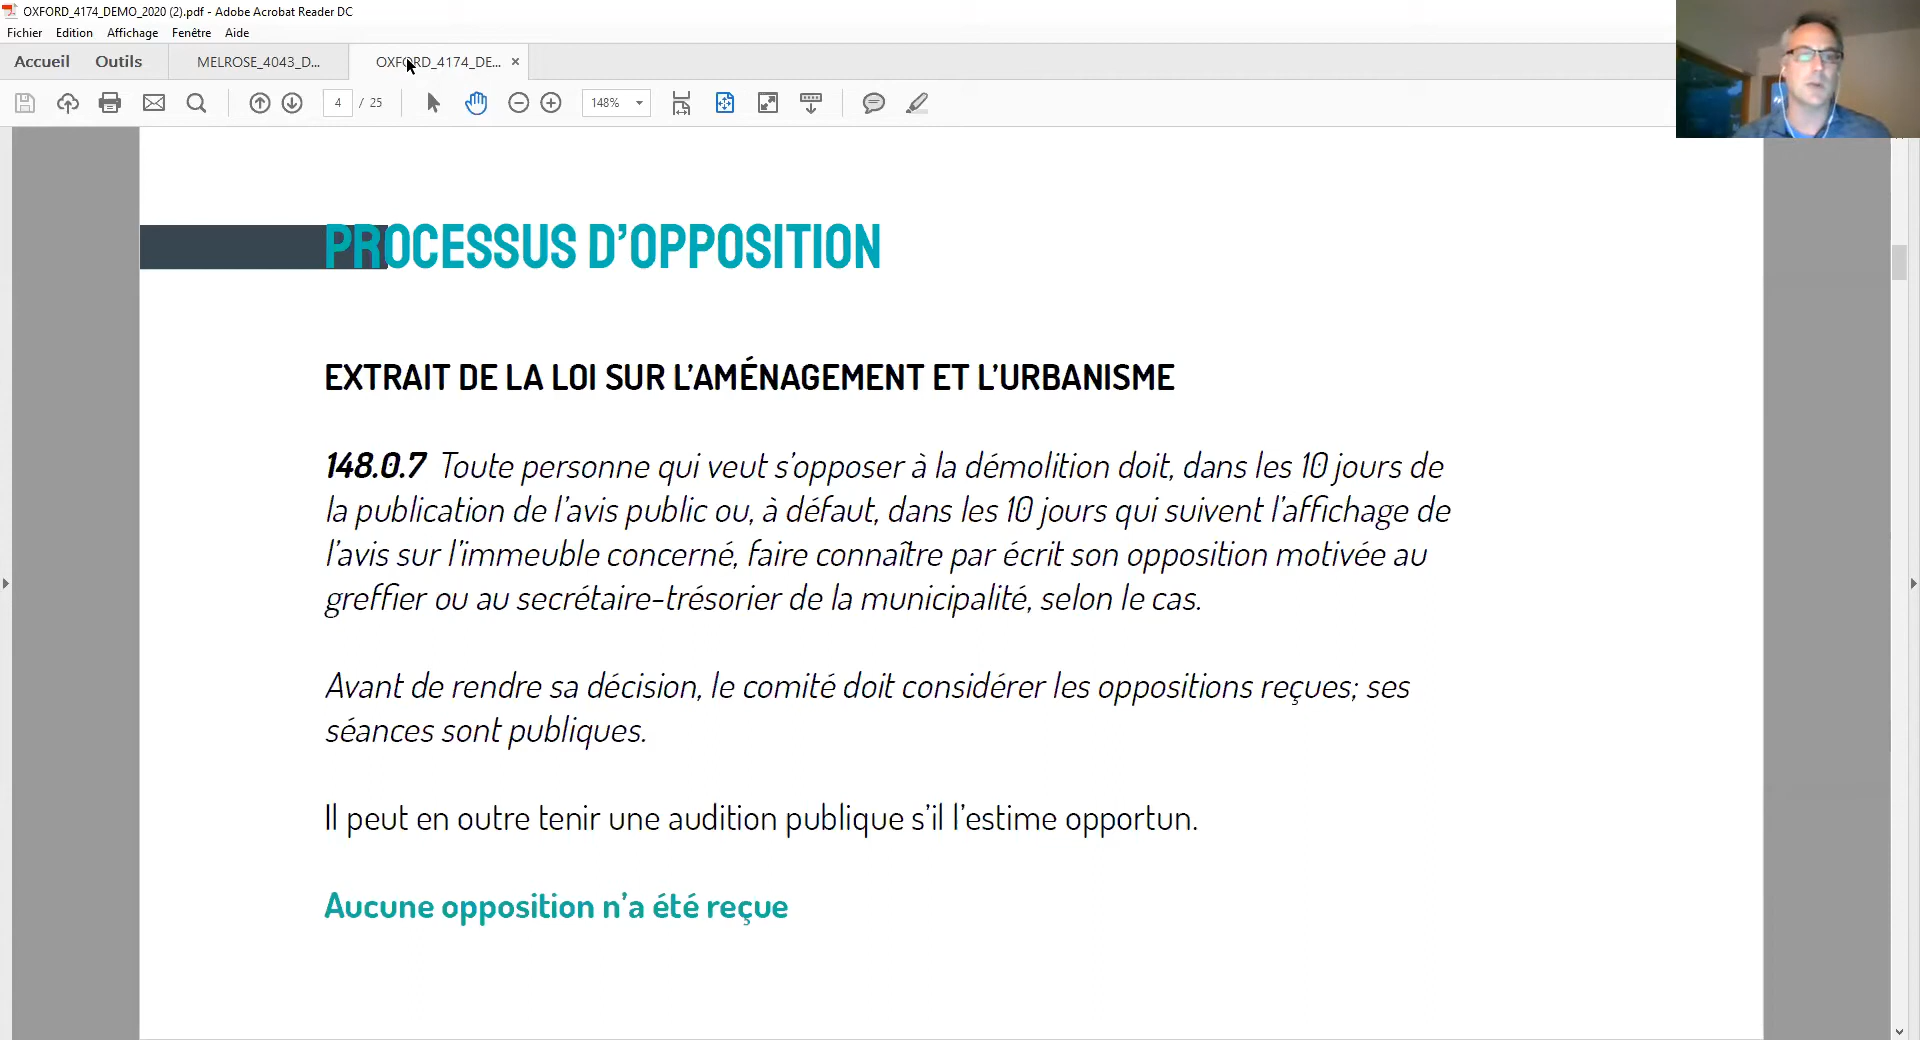 OXFORD_4174_DEMO_2020 (2).pdf - Adobe Acrobat Reader DC
Fichier Edition Affichage Fenêtre Aide
Accueil Outils MELROSE_4043_D... OXFORD_4174_DE... ×
4 / 25 148%
PROCESSUS D’OPPOSITION
EXTRAIT DE LA LOI SUR L’AMÉNAGEMENT ET L’URBANISME
148.0.7 Toute personne qui veut s’opposer à la démolition doit, dans les 10 jours de
la publication de l’avis public ou, à défaut, dans les 10 jours qui suivent l’affichage de
l’avis sur l’immeuble concerné, faire connaître par écrit son opposition motivée au
greffier ou au secrétaire-trésorier de la municipalité, selon le cas.
Avant de rendre sa décision, le comité doit considérer les oppositions reçues; ses
séances sont publiques.
Il peut en outre tenir une audition publique s’il l’estime opportun.
Aucune opposition n’a été reçue